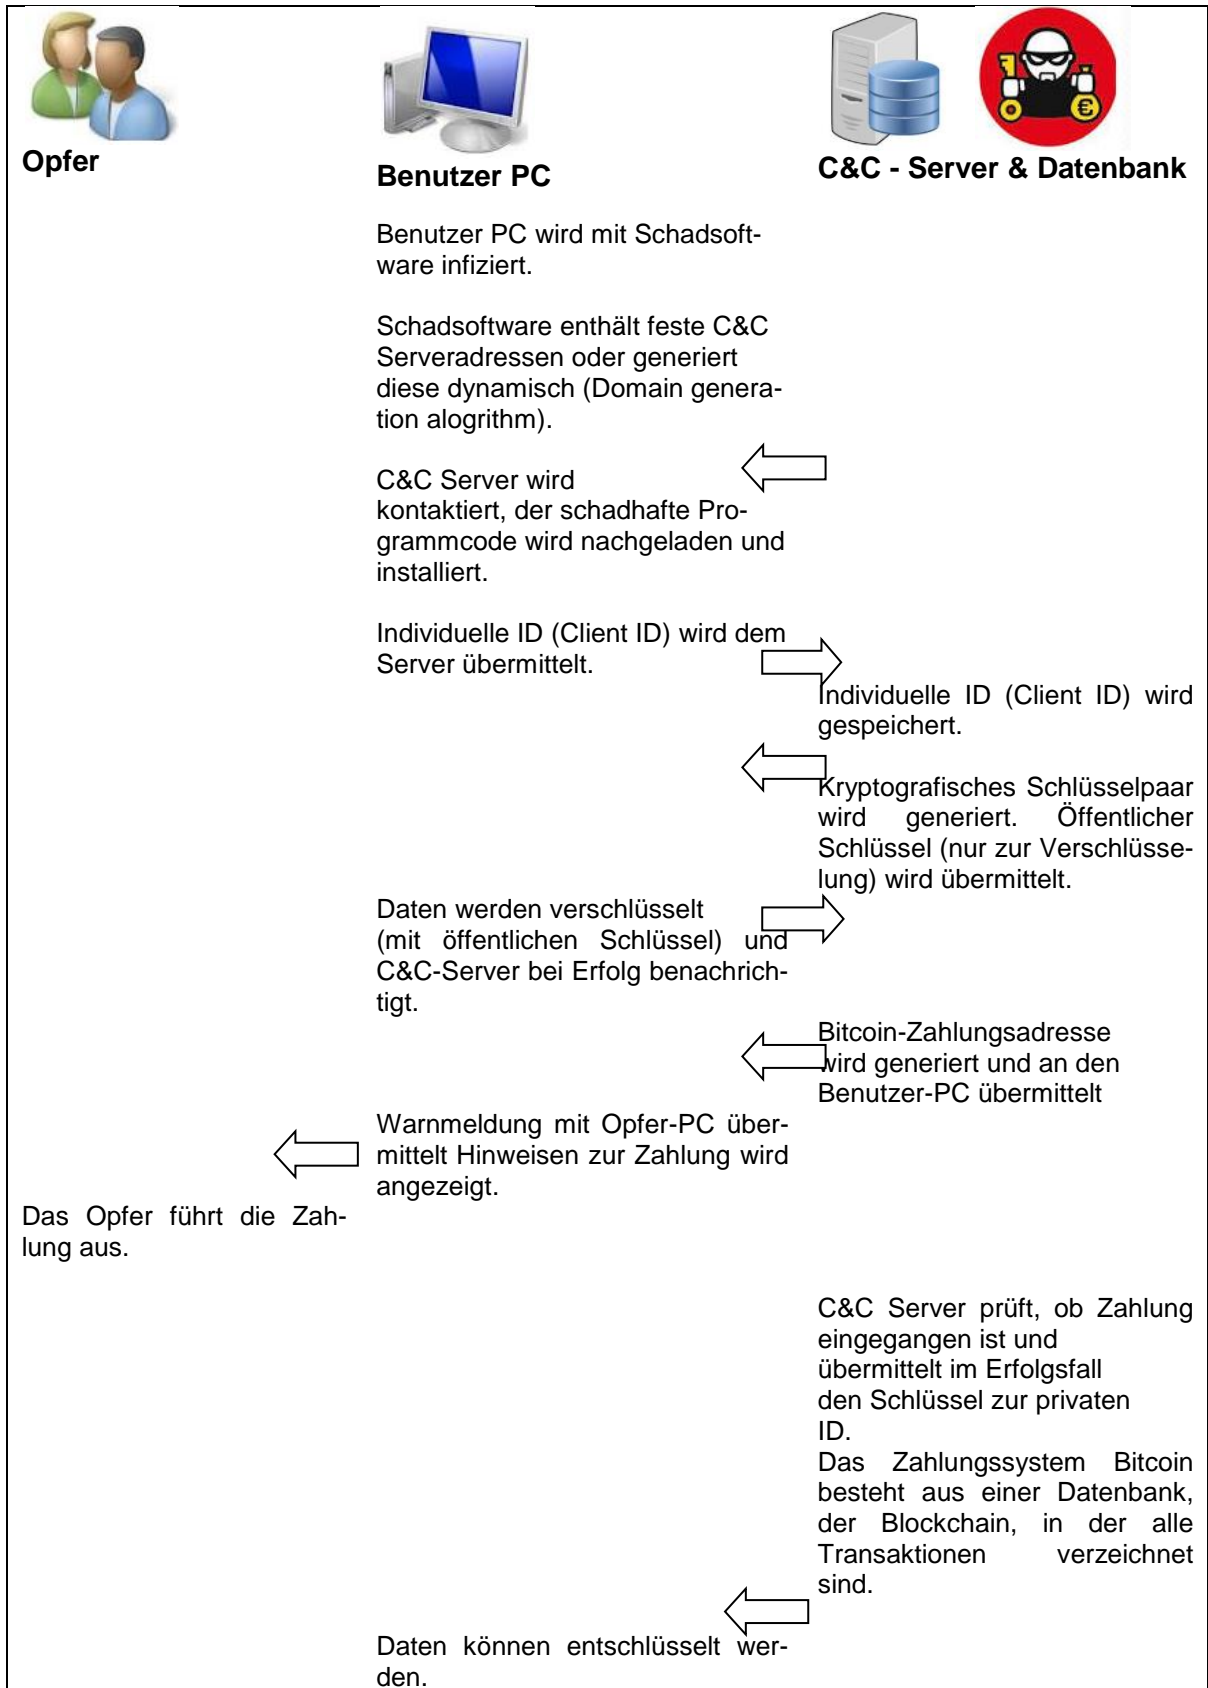 Opfer
Benutzer PC
C&C - Server & Datenbank
Benutzer PC wird mit Schadsoft-
ware infiziert.
Schadsoftware enthält feste C&C
Serveradressen oder generiert
diese dynamisch (Domain genera-
tion alogrithm).
C&C Server wird
kontaktiert, der schadhafte Pro-
grammcode wird nachgeladen und
installiert.
Individuelle ID (Client ID) wird dem
Server übermittelt.
Individuelle ID (Client ID) wird
gespeichert.
Kryptografisches Schlüsselpaar
wird generiert. Öffentlicher
Schlüssel (nur zur Verschlüsse-
lung) wird übermittelt.
Daten werden verschlüsselt
(mit öffentlichen Schlüssel) und
C&C-Server bei Erfolg benachrich-
tigt.
Bitcoin-Zahlungsadresse
wird generiert und an den
Benutzer-PC übermittelt
Warnmeldung mit Opfer-PC über-
mittelt Hinweisen zur Zahlung wird
angezeigt.
Das Opfer führt die Zah-
lung aus.
C&C Server prüft, ob Zahlung
eingegangen ist und
übermittelt im Erfolgsfall
den Schlüssel zur privaten
ID.
Das Zahlungssystem Bitcoin
besteht aus einer Datenbank,
der Blockchain, in der alle
Transaktionen verzeichnet
sind.
Daten können entschlüsselt wer-
den.